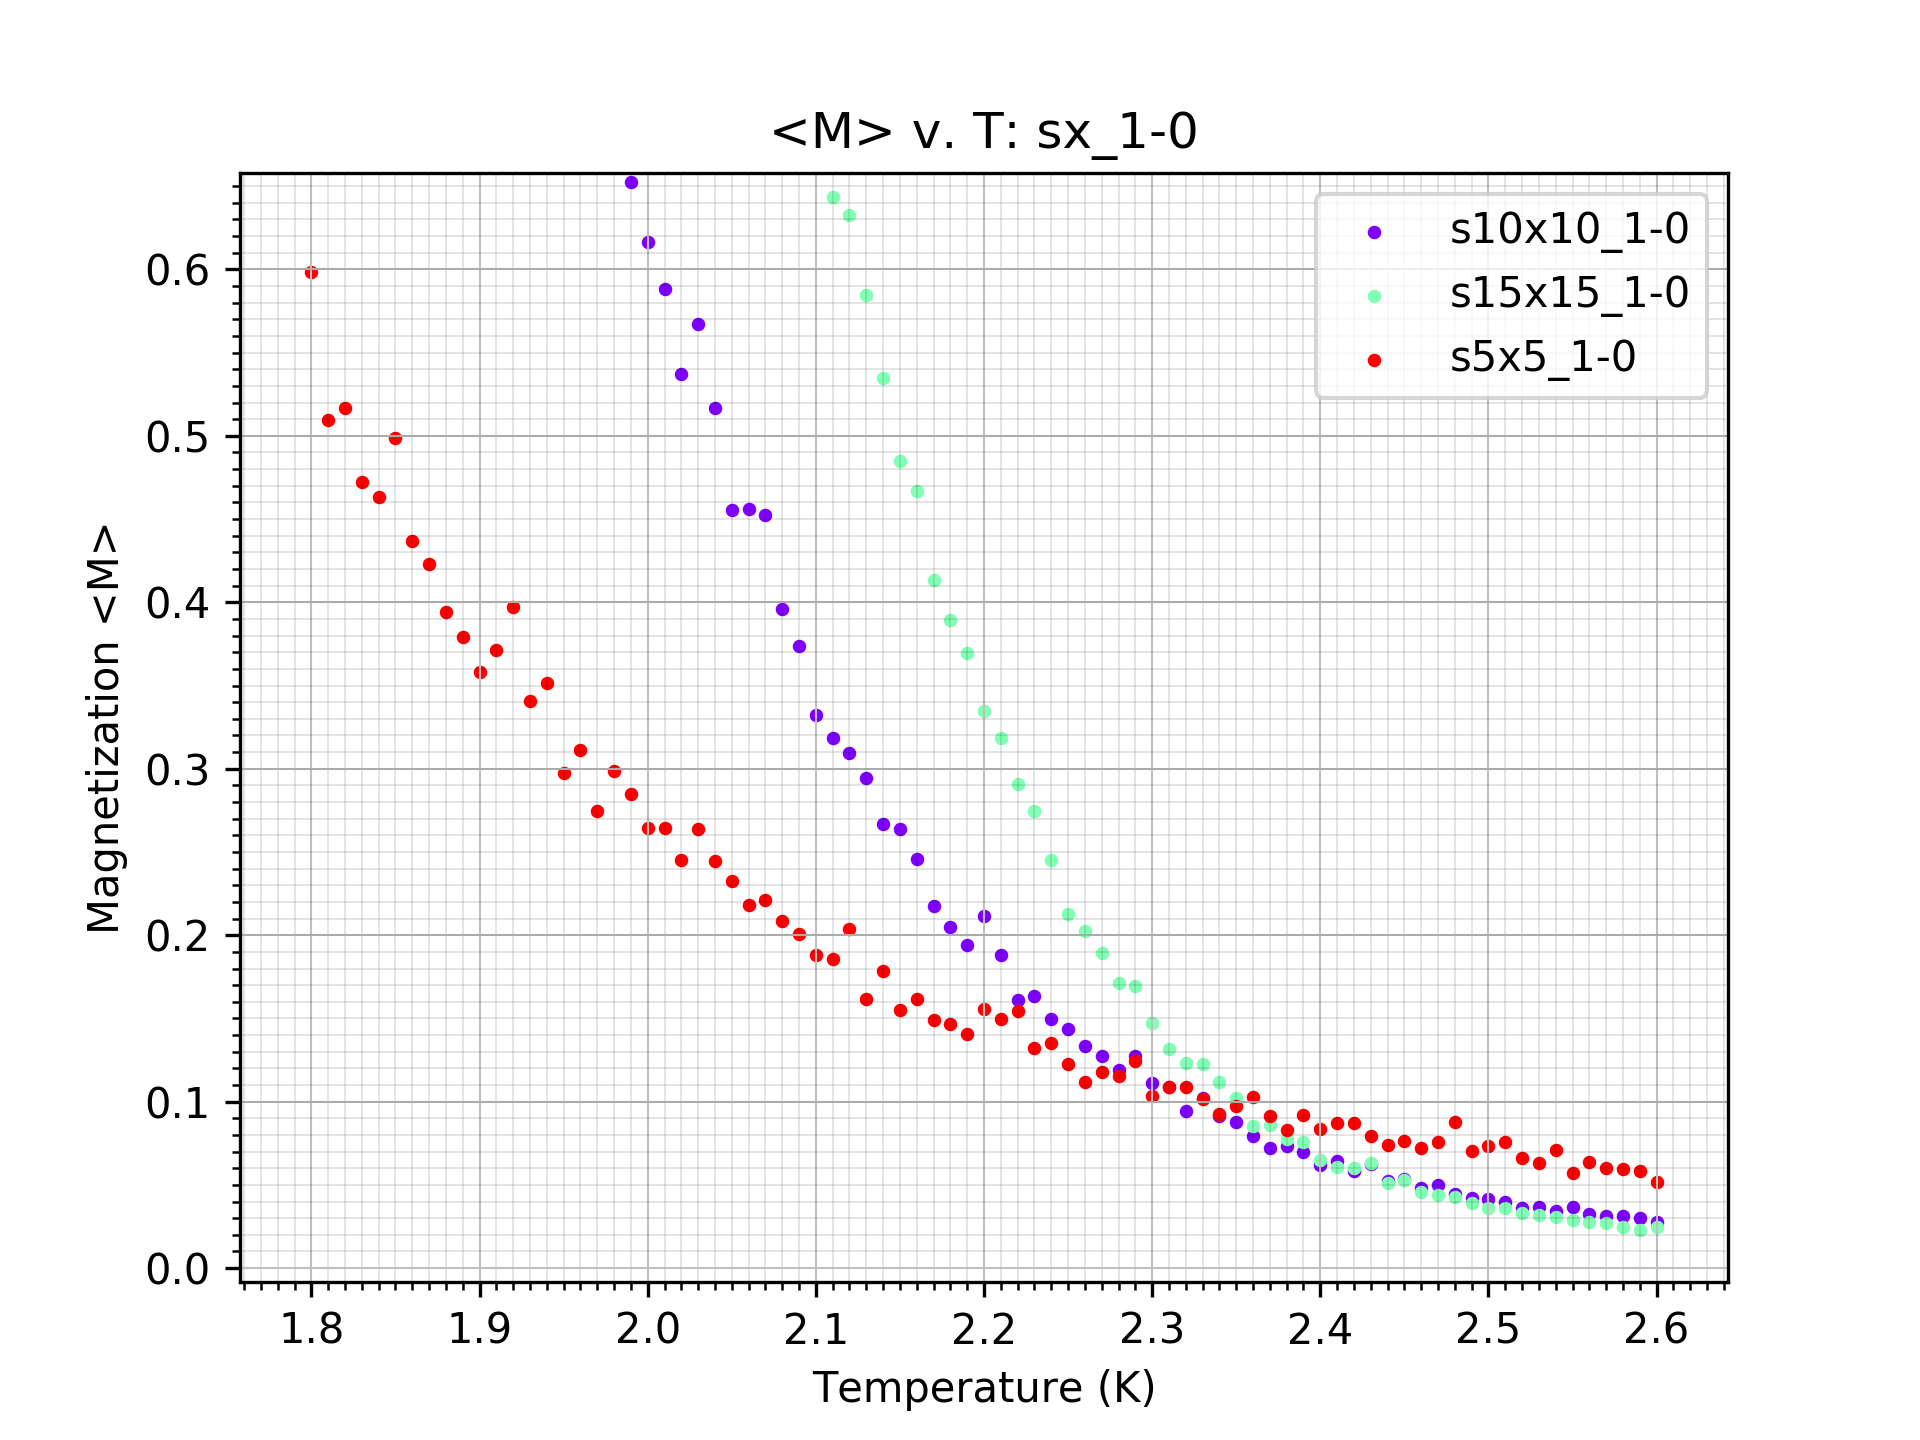 <M> v. T: sx_1-0
s10x10_1-0
s15x15_1-0
s5x5_1-0
0.6
0.5
0.4
0.3
0.2
0.1
0.0
Magnetization <M>
1.8 1.9 2.0 2.1 2.2 2.3 2.4 2.5 2.6
Temperature (K)